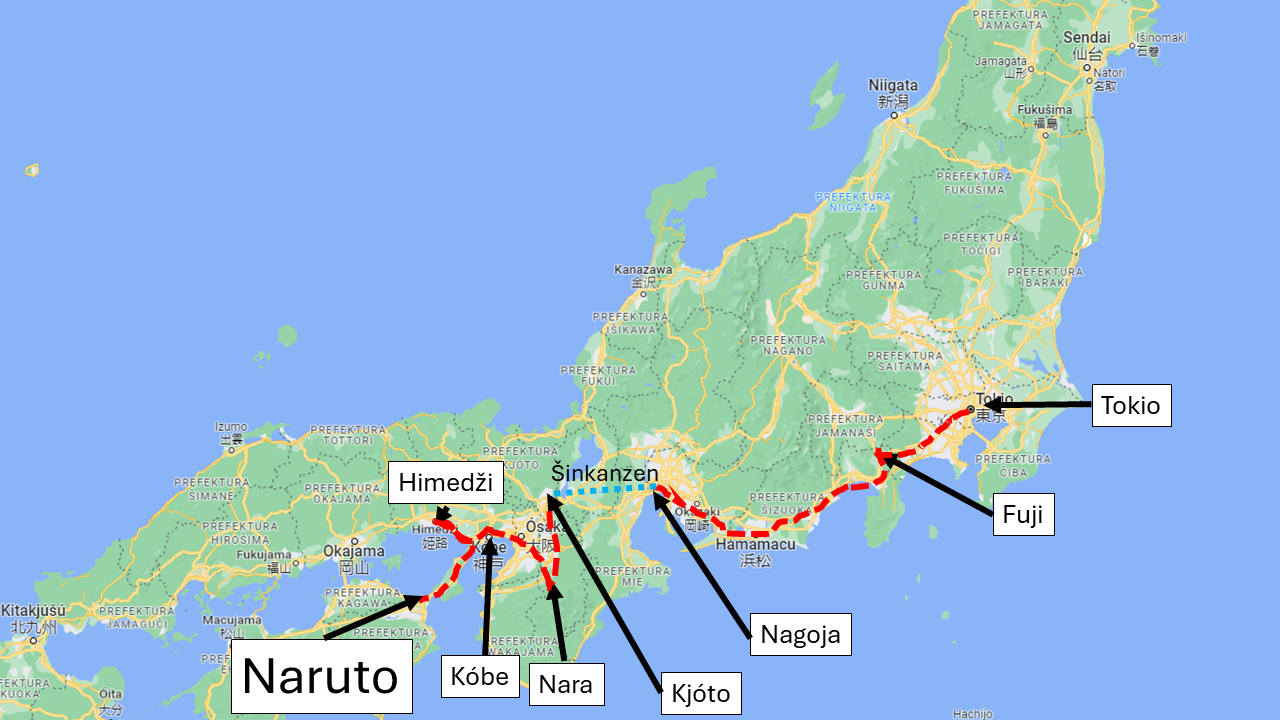 PREFEKTURA
JAMAGATA
Sendai
仙台
Išinomaki
石巻
Jamagata
山形
Natori
名取
Niigata
新潟
Fukušima
福島
PREFEKTURA
FUKUŠIMA
PREFEKTURA
NIIGATA
PREFEKTURA
TOČIGI
Kanazawa
金沢
PREFEKTURA
GUNMA
PREFEKTURA
IBARAKI
PREFEKTURA
IŠIKAWA
PREFEKTURA
NAGANO
PREFEKTURA
SAITAMA
PREFEKTURA
FUKUI
Tokio
東京
Tokio
PREFEKTURA
JAMANAŠI
Izumo
出雲
PREFEKTURA
TOTTORI
PREFEKTURA
KJÓTO
PREFEKTURA
ČIBA
Šinkanzen
Himedži
PREFEKTURA
ŠIMANE
PREFEKTURA
OKAJAMA
PREFEKTURA
ŠIZUOKA
Okazaki
岡崎
Fuji
PREFEKTURA
HIROŠIMA
Himedži
姫路
Ósaka
大阪
Kóbe
神戸
Hamamacu
浜松
Fukujama
福山
Okajama
岡山
PREFEKTURA
MIE
PREFEKTURA
KAGAWA
Kitakjúšú
北九州
PREFEKTURA
JAMAGUČI
Macujama
松山
PREFEKTURA
PREFEKTURA
WAKAJAMA
Nagoja
Naruto
Kóbe
Nara
Kjóto
Óita
大分
Hachijo